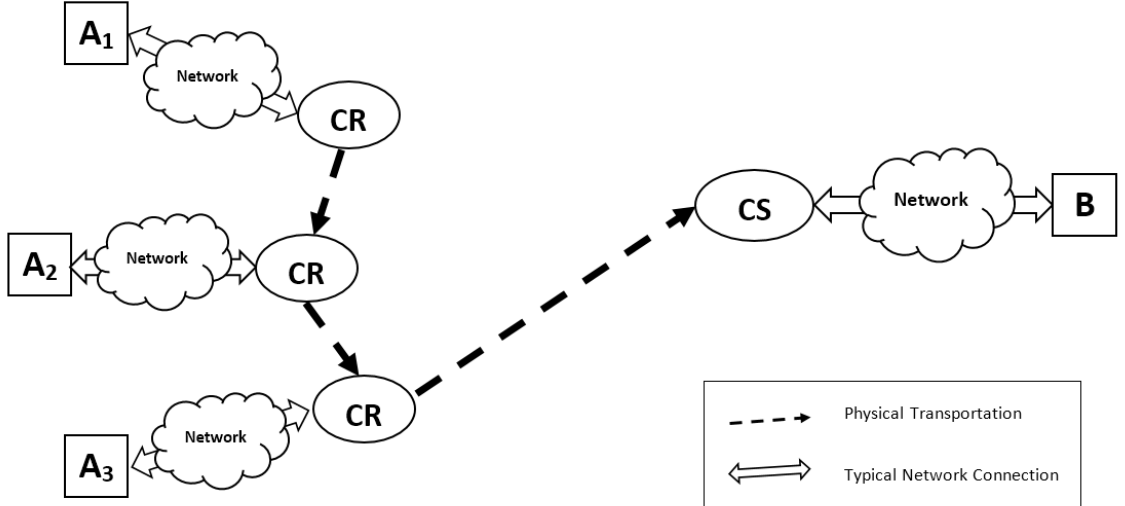 A₁
Network
CR
A₂
Network
CR
A₃
Network
CR
CS
Network
B
Physical Transportation
Typical Network Connection